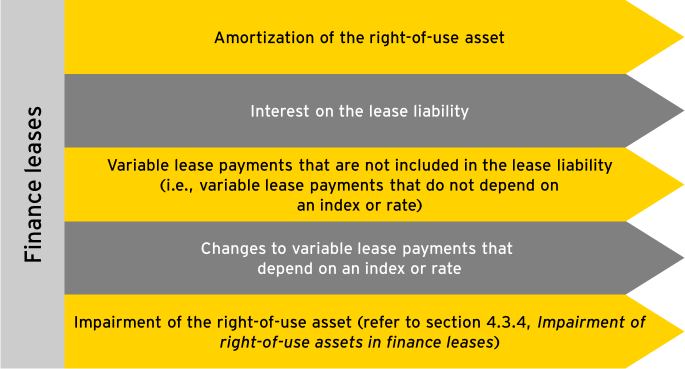 Finance leases
Amortization of the right-of-use asset
Interest on the lease liability
Variable lease payments that are not included in the lease liability
(i.e., variable lease payments that do not depend on
an index or rate)
Changes to variable lease payments that
depend on an index or rate
Impairment of the right-of-use asset (refer to section 4.3.4, Impairment of
right-of-use assets in finance leases)